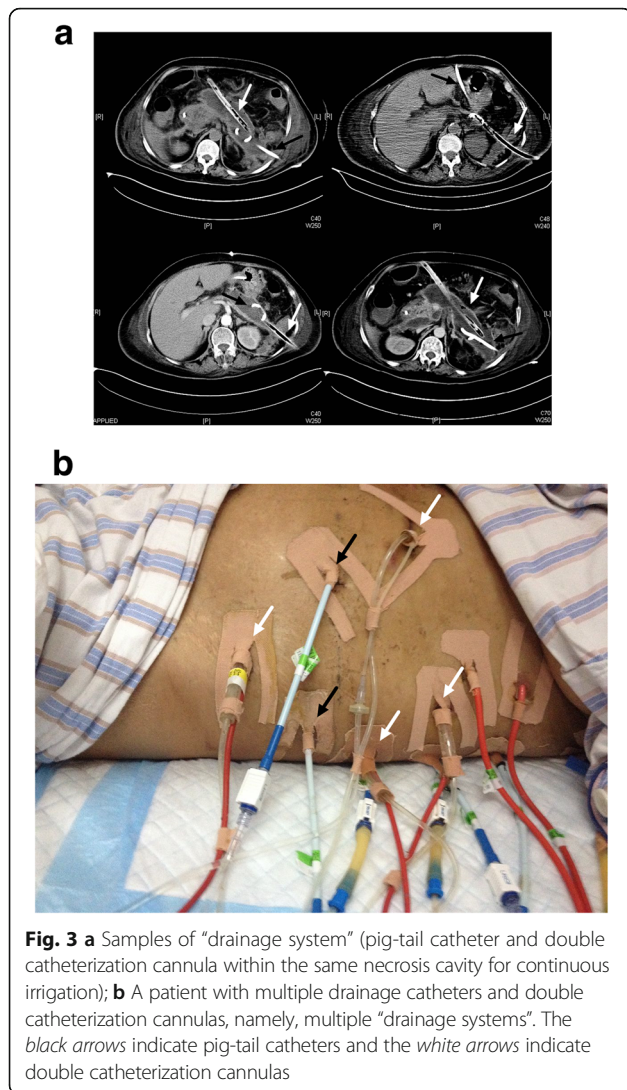 a
[R]
[L]
[P]
C40
W250
[R]
[L]
[P]
C48
W240
[R]
[L]
APPLIED
[P]
C40
W250
[R]
[L]
[P]
C70
W250
b
Fig. 3 a Samples of “drainage system” (pig-tail catheter and double
catheterization cannula within the same necrosis cavity for continuous
irrigation); b A patient with multiple drainage catheters and double
catheterization cannulas, namely, multiple “drainage systems”. The
black arrows indicate pig-tail catheters and the white arrows indicate
double catheterization cannulas